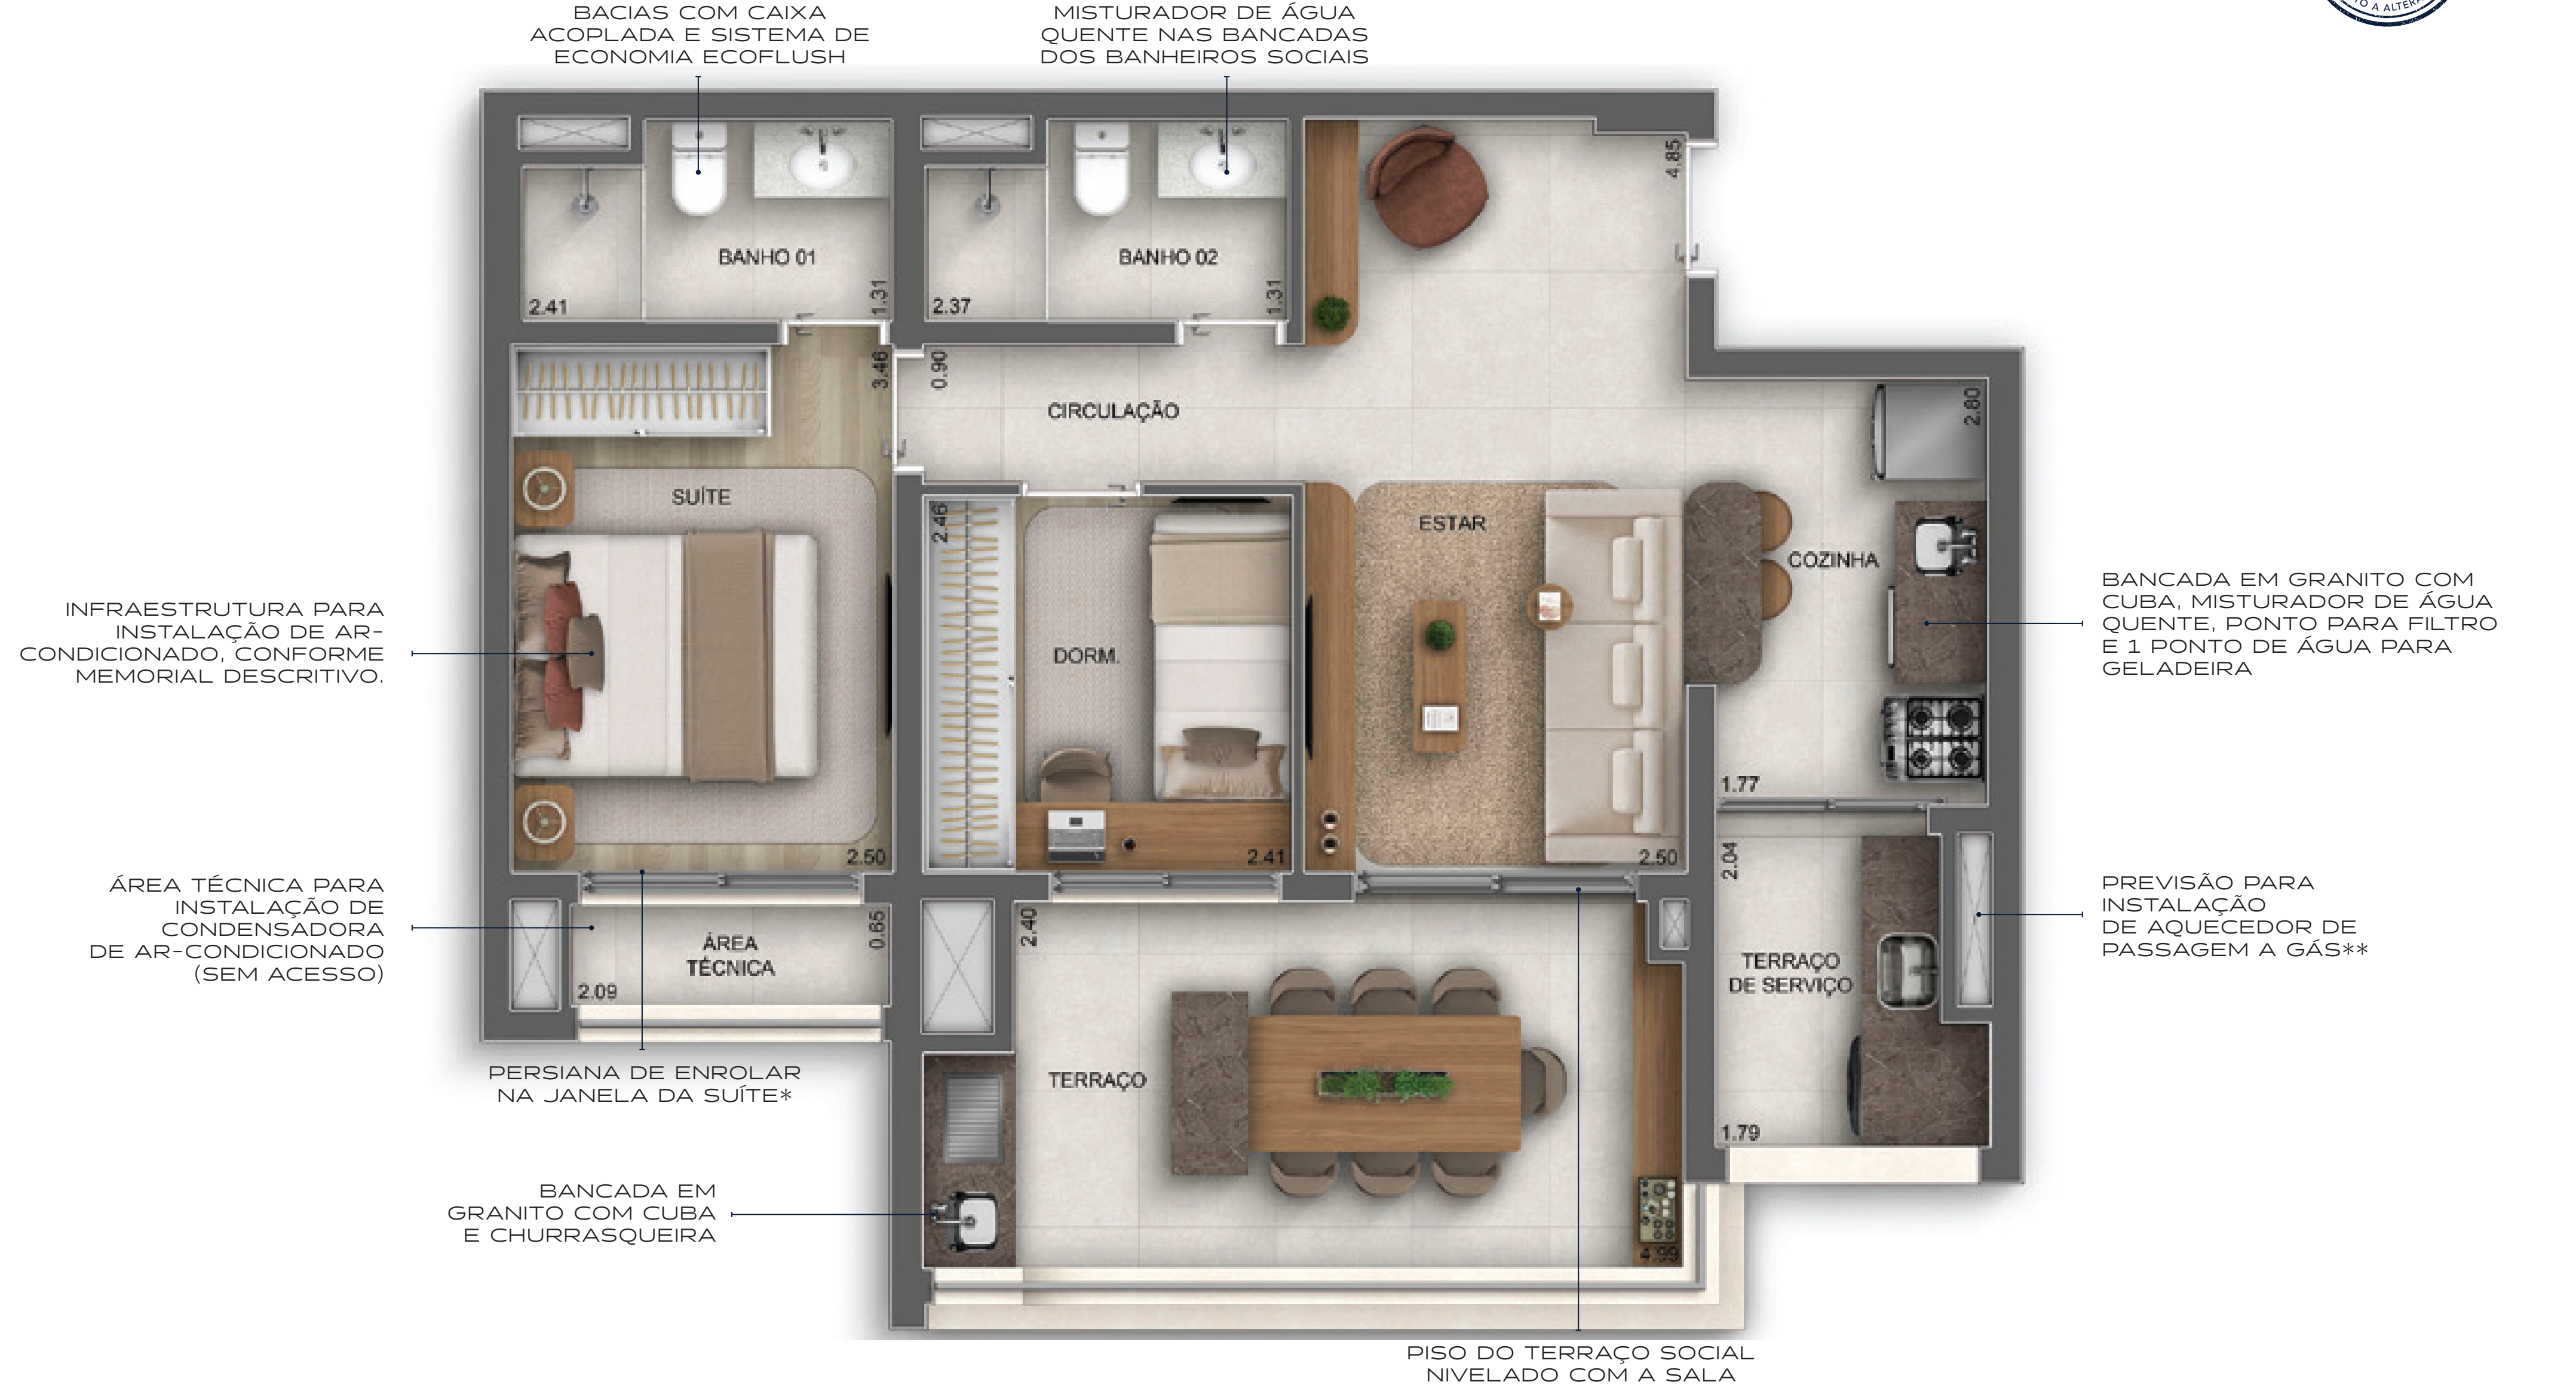 TO A ALTERA
BACIAS COM CAIXA
ACOPLADA E SISTEMA DE
ECONOMIA ECOFLUSH
MISTURADOR DE ÁGUA
QUENTE NAS BANCADAS
DOS BANHEIROS SOCIAIS
BANHO 01
2.41
1.31
BANHO 02
2.37
1.31
4.85
3.46
0.90
CIRCULAÇÃO
2.80
SUÍTE
2.46
ESTAR
COZINHA
DORM.
INFRAESTRUTURA PARA
INSTALAÇÃO DE AR-
CONDICIONADO, CONFORME
MEMORIAL DESCRITIVO.
BANCADA EM GRANITO COM
CUBA, MISTURADOR DE ÁGUA
QUENTE, PONTO PARA FILTRO
E 1 PONTO DE ÁGUA PARA
GELADEIRA
1.77
2.50
2.41
2.50
2.04
ÁREA TÉCNICA PARA
INSTALAÇÃO DE
CONDENSADORA
DE AR-CONDICIONADO
(SEM ACESSO)
ÁREA
TÉCNICA
0.65
2.09
2.40
TERRAÇO
DE SERVIÇO
PREVISÃO PARA
INSTALAÇÃO
DE AQUECEDOR DE
PASSAGEM A GÁS**
PERSIANA DE ENROLAR
NA JANELA DA SUÍTE*
TERRAÇO
1.79
BANCADA EM
GRANITO COM CUBA
E CHURRASQUEIRA
4.99
PISO DO TERRAÇO SOCIAL
NIVELADO COM A SALA